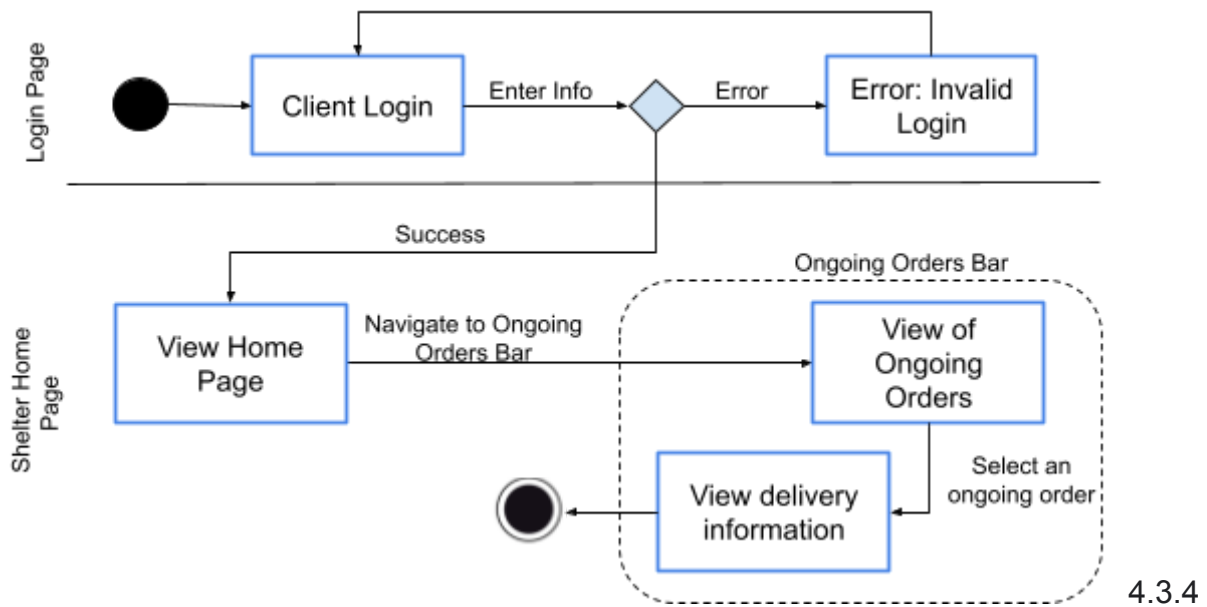 Login Page
Client Login
Enter Info
Error
Error: Invalid
Login
Success
Shelter Home
Page
View Home
Page
Navigate to Ongoing
Orders Bar
Ongoing Orders Bar
View of
Ongoing
Orders
Select an
ongoing order
View delivery
information
4.3.4